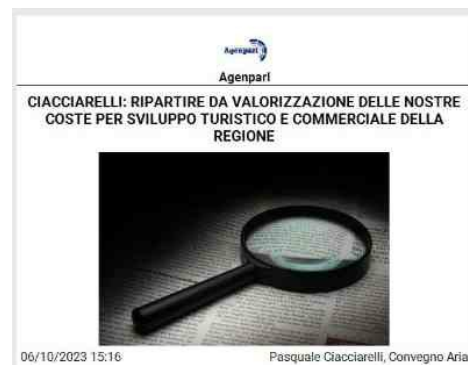 Agenparl
Agenparl
CIACCIARELLI: RIPARTIRE DA VALORIZZAZIONE DELLE NOSTRE
COSTE PER SVILUPPO TURISTICO E COMMERCIALE DELLA
REGIONE
06/10/2023 15:16
Pasquale Ciacciarelli, Convegno Aria